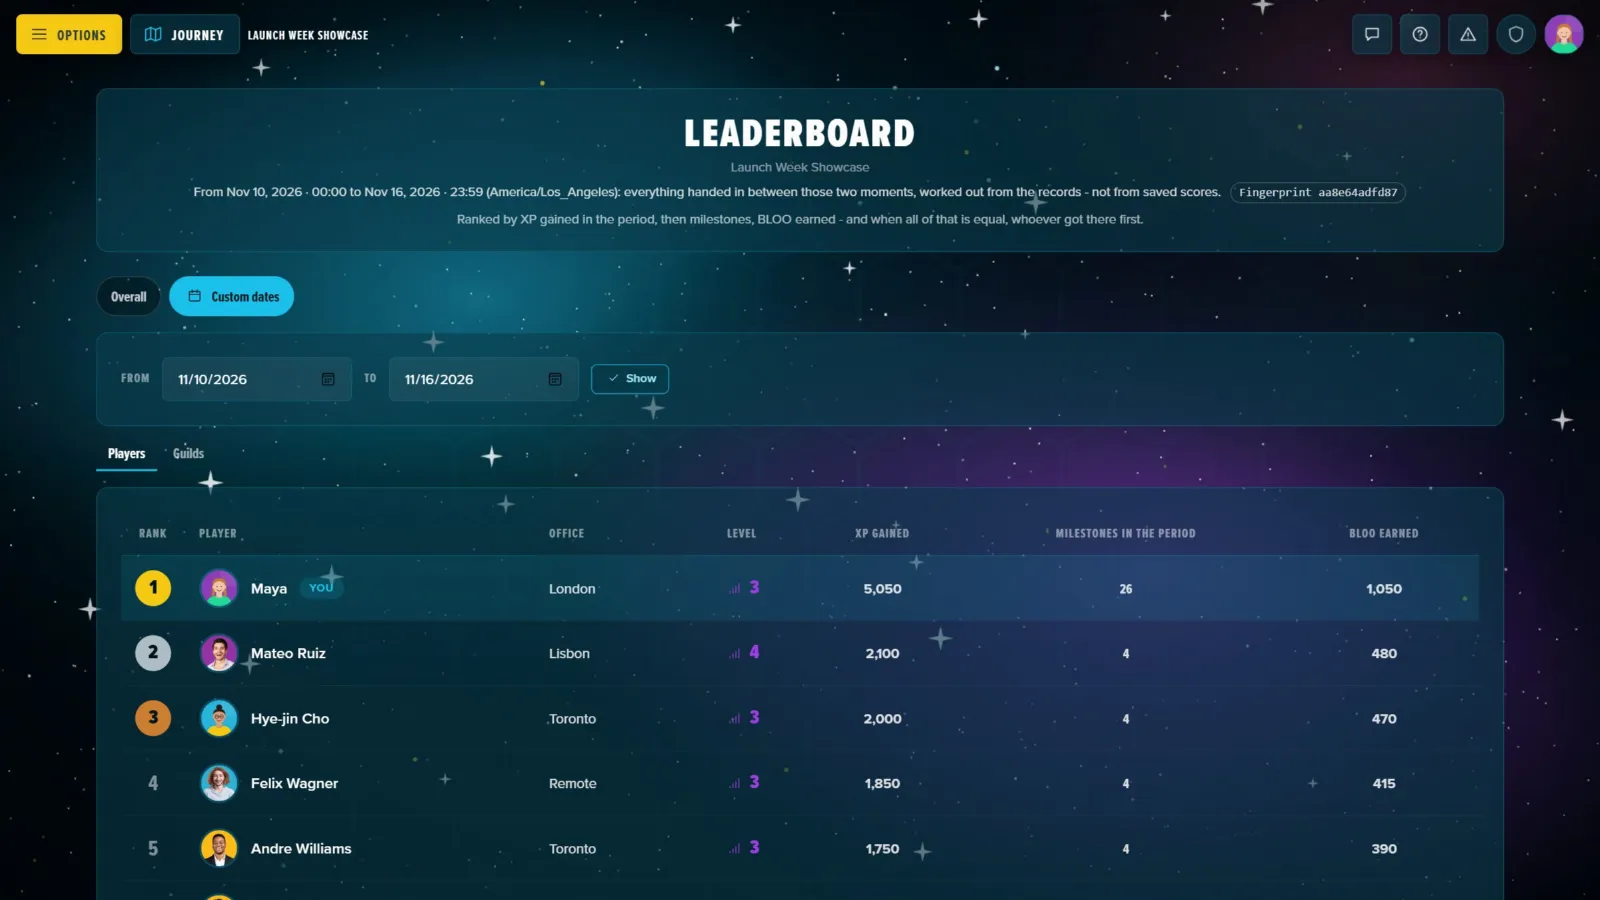 OPTIONS
JOURNEY
LAUNCH WEEK SHOWCASE
LEADERBOARD
Launch Week Showcase
From Nov 10, 2026 · 00:00 to Nov 16, 2026 · 23:59 (America/Los_Angeles): everything handed in between those two moments, worked out from the records - not from saved scores. Fingerprint aa8e64adfd87
Ranked by XP gained in the period, then milestones, BLOO earned - and when all of that is equal, whoever got there first.
Overall
Custom dates
FROM 11/10/2026 TO 11/16/2026 Show
Players Guilds
RANK PLAYER OFFICE LEVEL XP GAINED MILESTONES IN THE PERIOD BLOO EARNED
1 Maya YOU London 3 5,050 26 1,050
2 Mateo Ruiz Lisbon 4 2,100 4 480
3 Hye-jin Cho Toronto 3 2,000 4 470
4 Felix Wagner Remote 3 1,850 4 415
5 Andre Williams Toronto 3 1,750 4 390